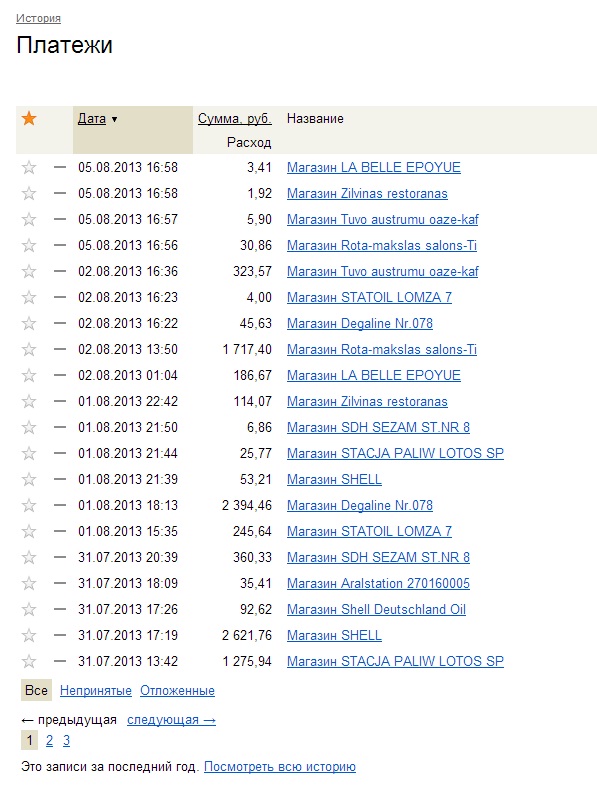 История
Платежи
Дата ▼ Сумма, руб. Название
Расход
— 05.08.2013 16:58 3,41 Магазин LA BELLE EPOYUE
— 05.08.2013 16:58 1,92 Магазин Zilvinas restoranas
— 05.08.2013 16:57 5,90 Магазин Tuvo austrumu oaze-kaf
— 05.08.2013 16:56 30,86 Магазин Rota-makslas salons-Ti
— 02.08.2013 16:36 323,57 Магазин Tuvo austrumu oaze-kaf
— 02.08.2013 16:23 4,00 Магазин STATOIL LOMZA 7
— 02.08.2013 16:22 45,63 Магазин Degaline Nr.078
— 02.08.2013 13:50 1 717,40 Магазин Rota-makslas salons-Ti
— 02.08.2013 01:04 186,67 Магазин LA BELLE EPOYUE
— 01.08.2013 22:42 114,07 Магазин Zilvinas restoranas
— 01.08.2013 21:50 6,86 Магазин SDH SEZAM ST.NR 8
— 01.08.2013 21:44 25,77 Магазин STACJA PALIW LOTOS SP
— 01.08.2013 21:39 53,21 Магазин SHELL
— 01.08.2013 18:13 2 394,46 Магазин Degaline Nr.078
— 01.08.2013 15:35 245,64 Магазин STATOIL LOMZA 7
— 31.07.2013 20:39 360,33 Магазин SDH SEZAM ST.NR 8
— 31.07.2013 18:09 35,41 Магазин Aralstation 270160005
— 31.07.2013 17:26 92,62 Магазин Shell Deutschland Oil
— 31.07.2013 17:19 2 621,76 Магазин SHELL
— 31.07.2013 13:42 1 275,94 Магазин STACJA PALIW LOTOS SP
Все Непринятые Отложенные
← предыдущая следующая →
1 2 3
Это записи за последний год. Посмотреть всю историю